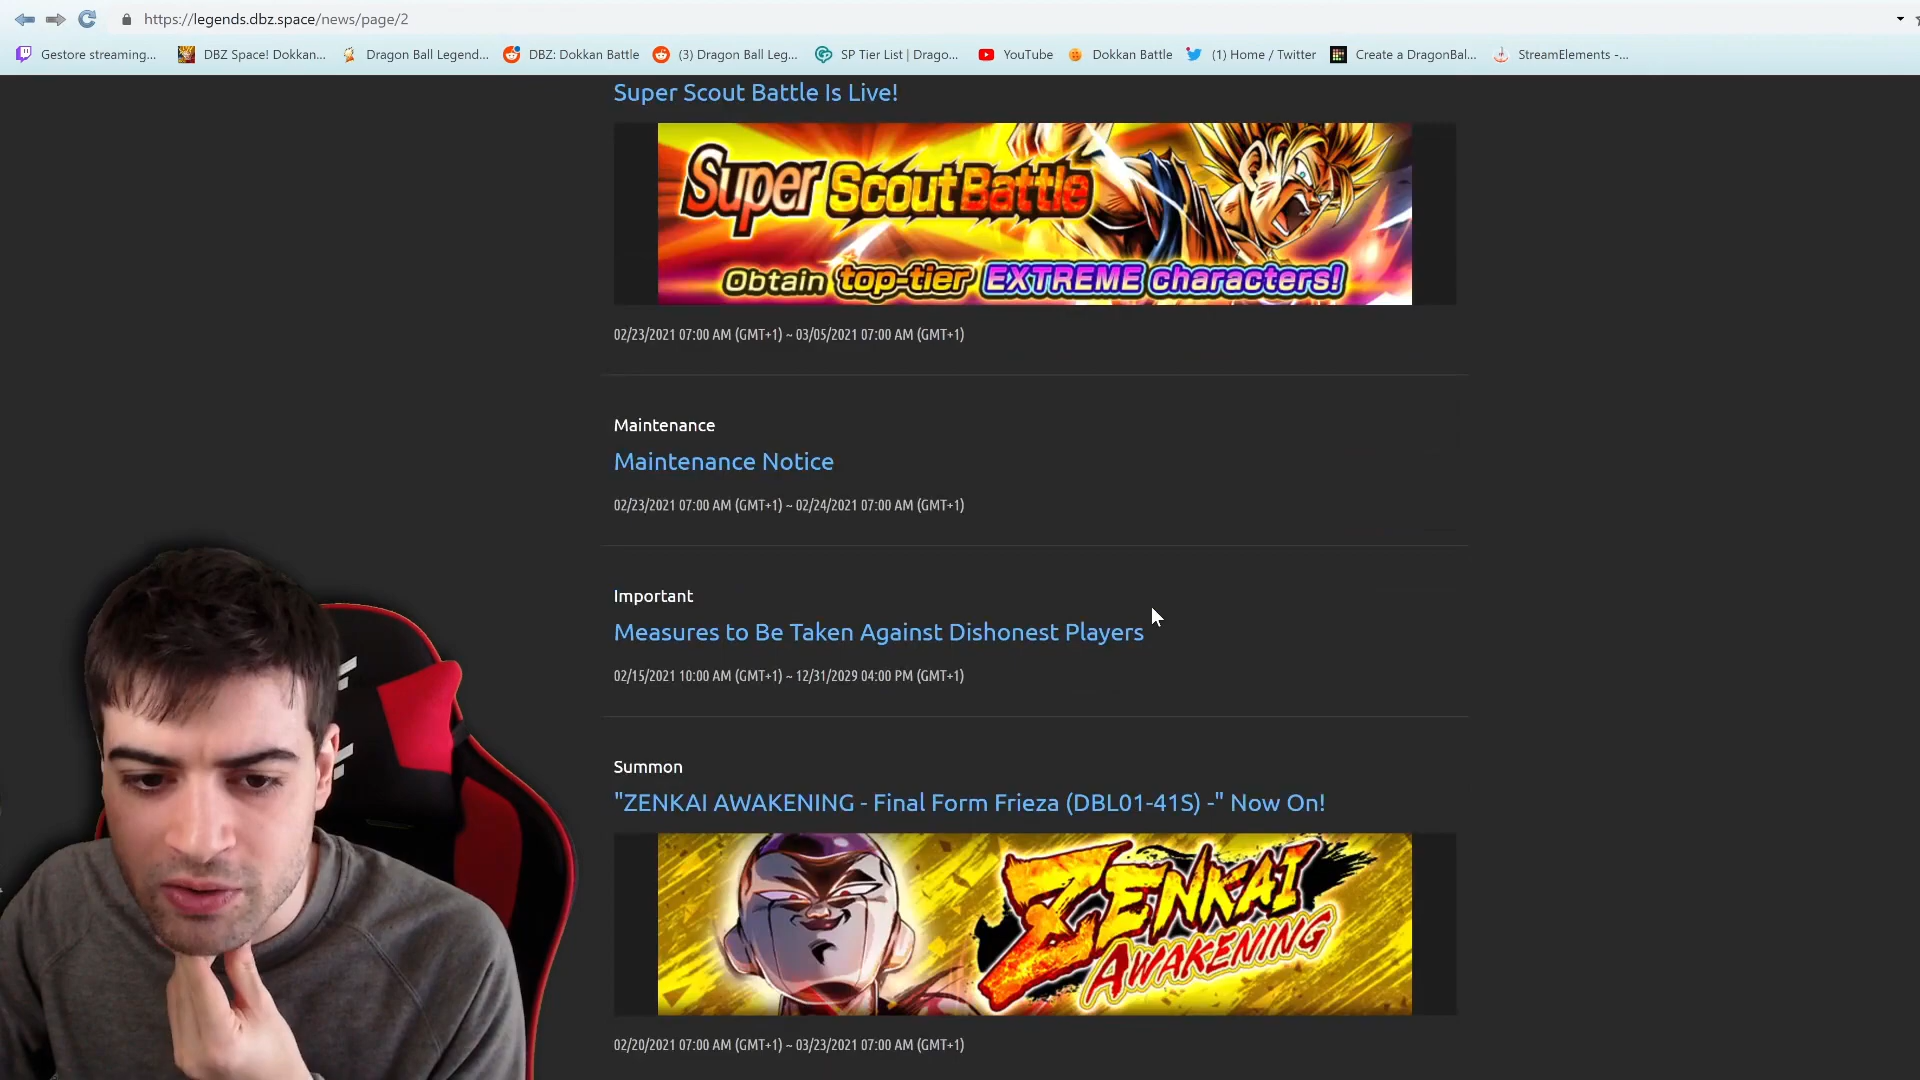 https://legends.dbz.space/news/page/2
Gestore streaming... DBZ Space! Dokkan... Dragon Ball Legend... DBZ: Dokkan Battle (3) Dragon Ball Leg... SP Tier List | Drago... YouTube Dokkan Battle (1) Home / Twitter Create a DragonBal... StreamElements -...
Super Scout Battle Is Live!
Super Scout Battle
Obtain top-tier EXTREME characters!
02/23/2021 07:00 AM (GMT+1) ~ 03/05/2021 07:00 AM (GMT+1)
Maintenance
Maintenance Notice
02/23/2021 07:00 AM (GMT+1) ~ 02/24/2021 07:00 AM (GMT+1)
Important
Measures to Be Taken Against Dishonest Players
02/15/2021 10:00 AM (GMT+1) ~ 12/31/2029 04:00 PM (GMT+1)
Summon
"ZENKAI AWAKENING - Final Form Frieza (DBL01-41S) -" Now On!
ZENKAI
AWAKENING
02/20/2021 07:00 AM (GMT+1) ~ 03/23/2021 07:00 AM (GMT+1)